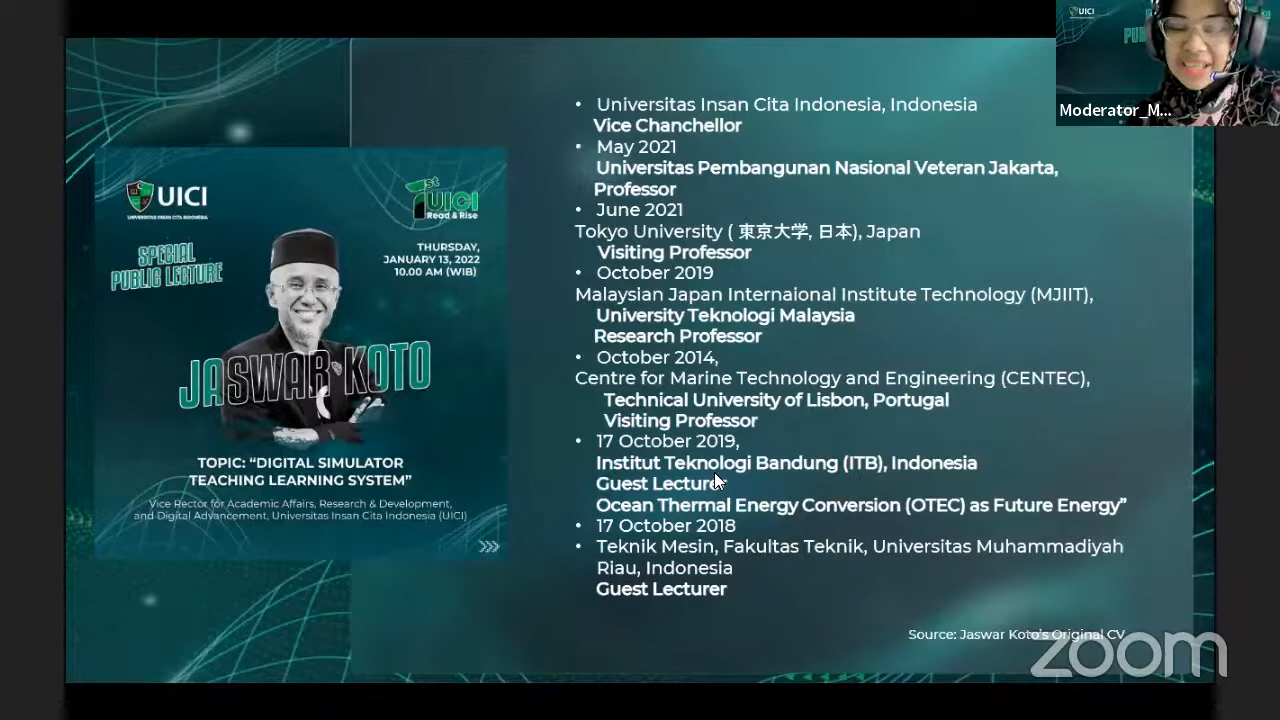 UICI
UNIVERSITAS INSAN CITA INDONESIA
1st
UICI
Read & Rise
SPECIAL
PUBLIC LECTURE
THURSDAY,
JANUARY 13, 2022
10.00 AM (WIB)
JASWAR KOTO
TOPIC: “DIGITAL SIMULATOR
TEACHING LEARNING SYSTEM”
Vice Rector for Academic Affairs, Research & Development,
and Digital Advancement, Universitas Insan Cita Indonesia (UICI)
• Universitas Insan Cita Indonesia, Indonesia
Vice Chanchellor
• May 2021
Universitas Pembangunan Nasional Veteran Jakarta,
Professor
• June 2021
Tokyo University ( 東京大学, 日本), Japan
Visiting Professor
• October 2019
Malaysian Japan Internaional Institute Technology (MJIIT),
University Teknologi Malaysia
Research Professor
• October 2014,
Centre for Marine Technology and Engineering (CENTEC),
Technical University of Lisbon, Portugal
Visiting Professor
• 17 October 2019,
Institut Teknologi Bandung (ITB), Indonesia
Guest Lecturer
Ocean Thermal Energy Conversion (OTEC) as Future Energy”
• 17 October 2018
• Teknik Mesin, Fakultas Teknik, Universitas Muhammadiyah
Riau, Indonesia
Guest Lecturer
Source: Jaswar Koto's Original CV
UICI
Moderator_M...
zoom